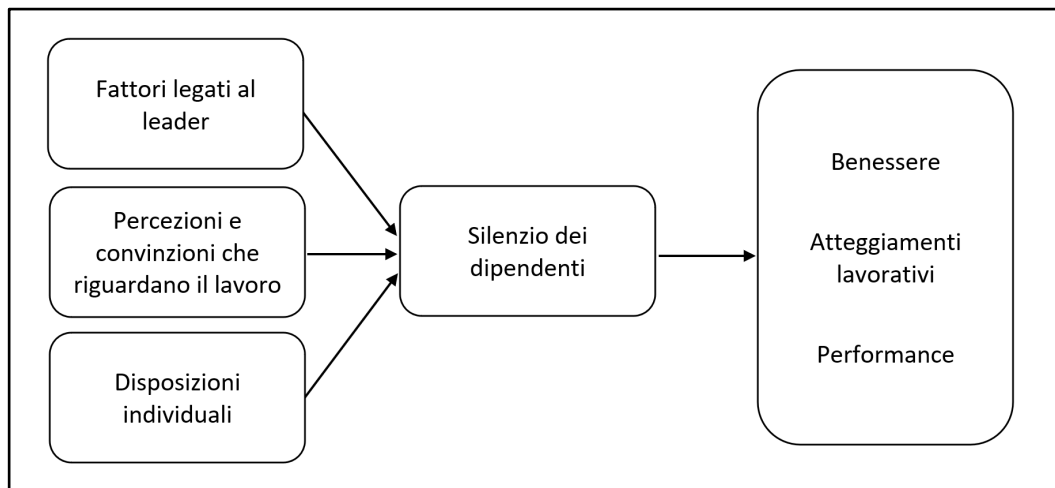 Fattori legati al
leader
Percezioni e
convinzioni che
riguardano il lavoro
Disposizioni
individuali
Silenzio dei
dipendenti
Benessere
Atteggiamenti
lavorativi
Performance